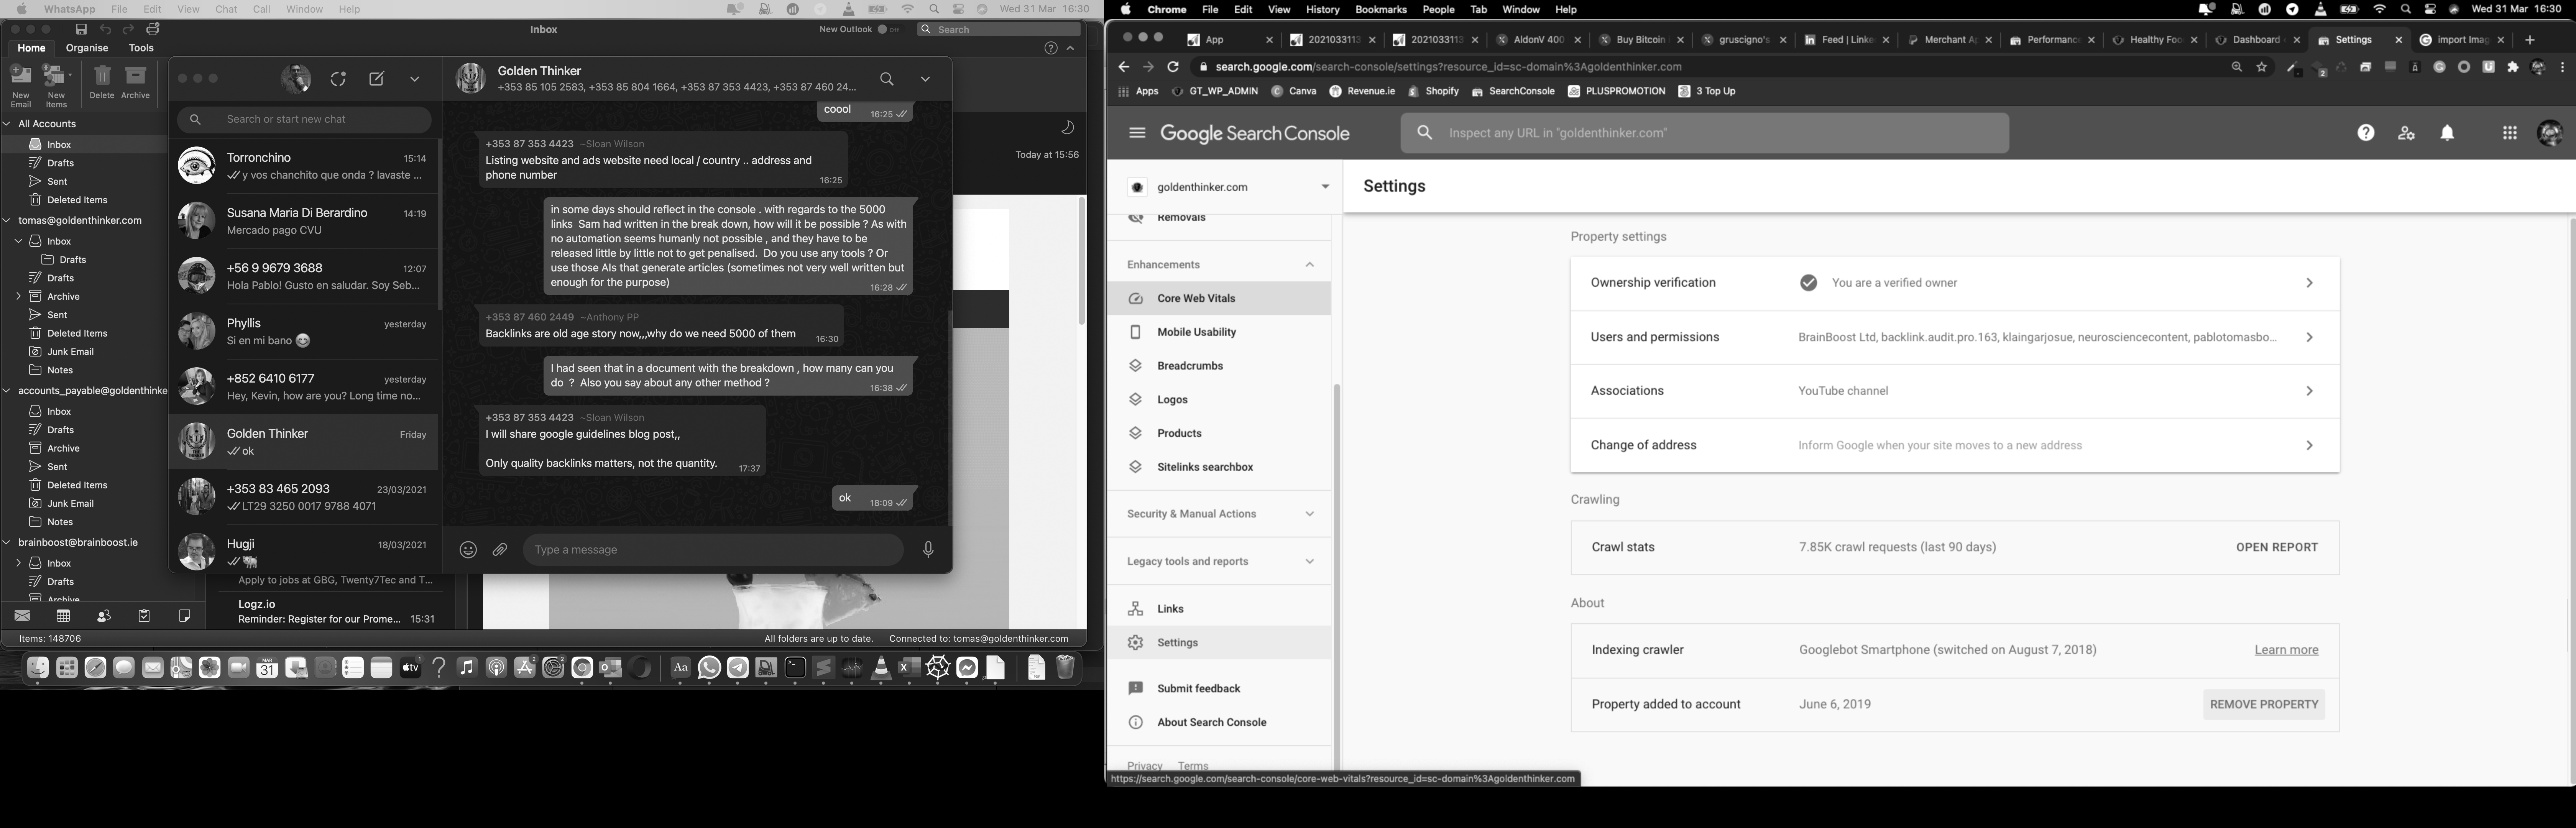 WhatsApp File Edit View Chat Call Window Help
Wed 31 Mar 16:30
Inbox
New Outlook Off
Search
Home Organise Tools
New Email
New Items
Delete
Archive
All Accounts
Inbox
Drafts
Sent
Deleted Items
tomas@goldenthinker.com
Inbox
Drafts
Drafts
Archive
Sent
Deleted Items
Junk Email
Notes
accounts_payable@goldenthinke
Inbox
Drafts
Archive
Sent
Deleted Items
Junk Email
Notes
brainboost@brainboost.ie
Inbox
Drafts
Archive
Items: 148706
Search or start new chat
Torronchino 15:14
y vos chanchito que onda ? lavaste ...
Susana Maria Di Berardino 14:19
Mercado pago CVU
+56 9 9679 3688 12:07
Hola Pablo! Gusto en saludar. Soy Seb...
Phyllis yesterday
Si en mi bano 😊
+852 6410 6177 yesterday
Hey, Kevin, how are you? Long time no...
Golden Thinker Friday
ok
+353 83 465 2093 23/03/2021
LT29 3250 0017 9788 4071
Hugji 18/03/2021
Apply to jobs at GBG, Twenty7Tec and T...
Logz.io
Reminder: Register for our Prome... 15:31
Golden Thinker
+353 85 105 2583, +353 85 804 1664, +353 87 353 4423, +353 87 460 24...
coool
16:25
+353 87 353 4423 ~Sloan Wilson
Listing website and ads website need local / country .. address and
phone number
16:25
in some days should reflect in the console . with regards to the 5000
links Sam had written in the break down, how will it be possible ? As with
no automation seems humanly not possible , and they have to be
released little by little not to get penalised. Do you use any tools ? Or
use those AIs that generate articles (sometimes not very well written but
enough for the purpose)
16:28
+353 87 460 2449 ~Anthony PP
Backlinks are old age story now,,,why do we need 5000 of them
16:30
I had seen that in a document with the breakdown , how many can you
do ? Also you say about any other method ?
16:38
+353 87 353 4423 ~Sloan Wilson
I will share google guidelines blog post,,
Only quality backlinks matters, not the quantity.
17:37
ok
18:09
Type a message
Today at 15:56
All folders are up to date. Connected to: tomas@goldenthinker.com
MAR
31
tv
Aa
Chrome File Edit View History Bookmarks People Tab Window Help
Wed 31 Mar 16:30
App
2021033113
2021033113
AldonV 400
Buy Bitcoin
gruscigno's
Feed | Linke
Merchant A
Performance
Healthy Foo
Dashboard
Settings
import Imag
search.google.com/search-console/settings?resource_id=sc-domain%3Agoldenthinker.com
Apps GT_WP_ADMIN Canva Revenue.ie Shopify SearchConsole PLUSPROMOTION 3 Top Up
Google Search Console
Inspect any URL in "goldenthinker.com"
goldenthinker.com
Removals
Enhancements
Core Web Vitals
Mobile Usability
Breadcrumbs
Logos
Products
Sitelinks searchbox
Security & Manual Actions
Legacy tools and reports
Links
Settings
Submit feedback
About Search Console
Privacy Terms
https://search.google.com/search-console/core-web-vitals?resource_id=sc-domain%3Agoldenthinker.com
Settings
Property settings
Ownership verification You are a verified owner
Users and permissions BrainBoost Ltd, backlink.audit.pro.163, klaingarjosue, neurosciencecontent, pablotomasbo...
Associations YouTube channel
Change of address Inform Google when your site moves to a new address
Crawling
Crawl stats 7.85K crawl requests (last 90 days) OPEN REPORT
About
Indexing crawler Googlebot Smartphone (switched on August 7, 2018) Learn more
Property added to account June 6, 2019 REMOVE PROPERTY